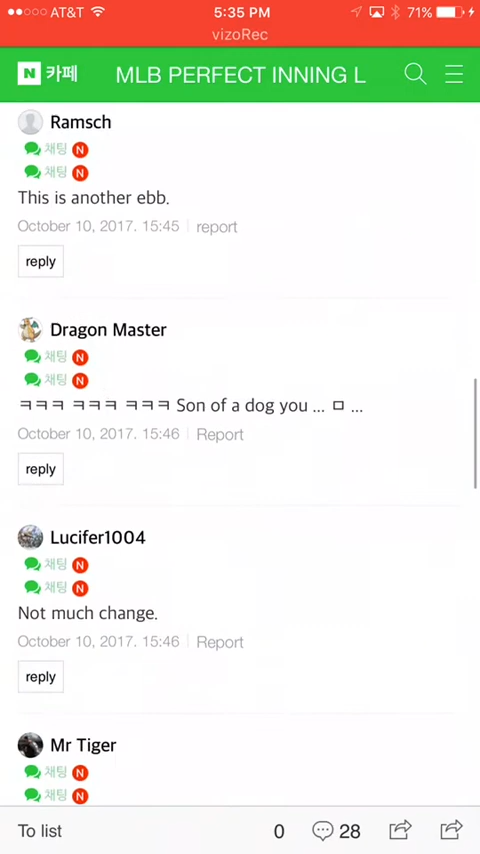 AT&T 5:35 PM 71%
vizoRec
N 카페 MLB PERFECT INNING L
Ramsch
채팅 N
채팅 N
This is another ebb.
October 10, 2017. 15:45 report
reply
Dragon Master
채팅 N
채팅 N
ㅋㅋㅋ ㅋㅋㅋ ㅋㅋㅋ Son of a dog you ... ㅁ ...
October 10, 2017. 15:46 Report
reply
Lucifer1004
채팅 N
채팅 N
Not much change.
October 10, 2017. 15:46 Report
reply
Mr Tiger
채팅 N
채팅 N
To list 0 28